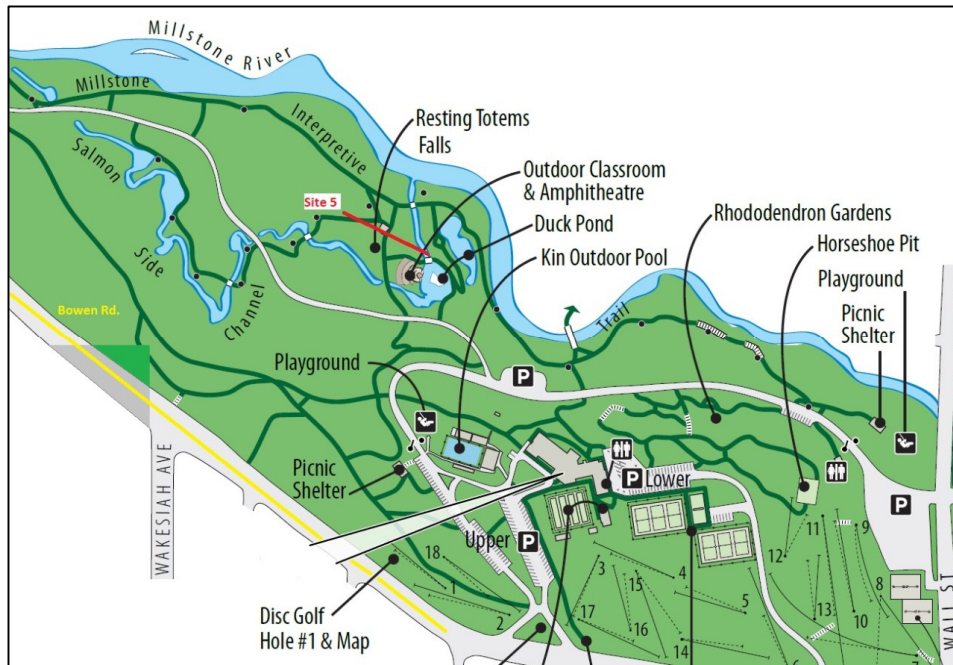 Millstone River
Millstone
Interpretive
Trail
Salmon
Side
Channel
Resting Totems
Falls
Outdoor Classroom
& Amphitheatre
Site 5
Duck Pond
Kin Outdoor Pool
Rhododendron Gardens
Horseshoe Pit
Playground
Picnic
Shelter
Bowen Rd.
Playground
P
Picnic
Shelter
P
Lower
P
Upper
P
WAKESIAH AVE
WALL ST
Disc Golf
Hole #1 & Map
18
1
2
3
15
4
17
16
14
5
12
11
9
13
10
8
6
7